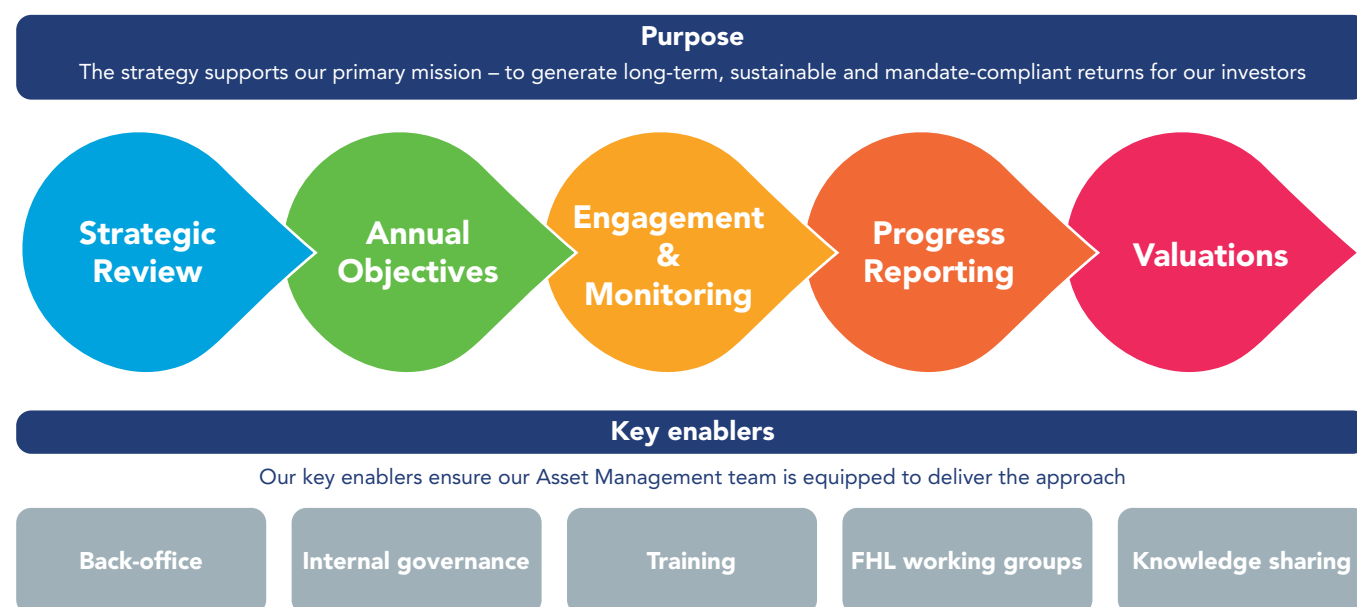 Purpose
The strategy supports our primary mission – to generate long-term, sustainable and mandate-compliant returns for our investors
Strategic
Review
Annual
Objectives
Engagement
&
Monitoring
Progress
Reporting
Valuations
Key enablers
Our key enablers ensure our Asset Management team is equipped to deliver the approach
Back-office
Internal governance
Training
FHL working groups
Knowledge sharing